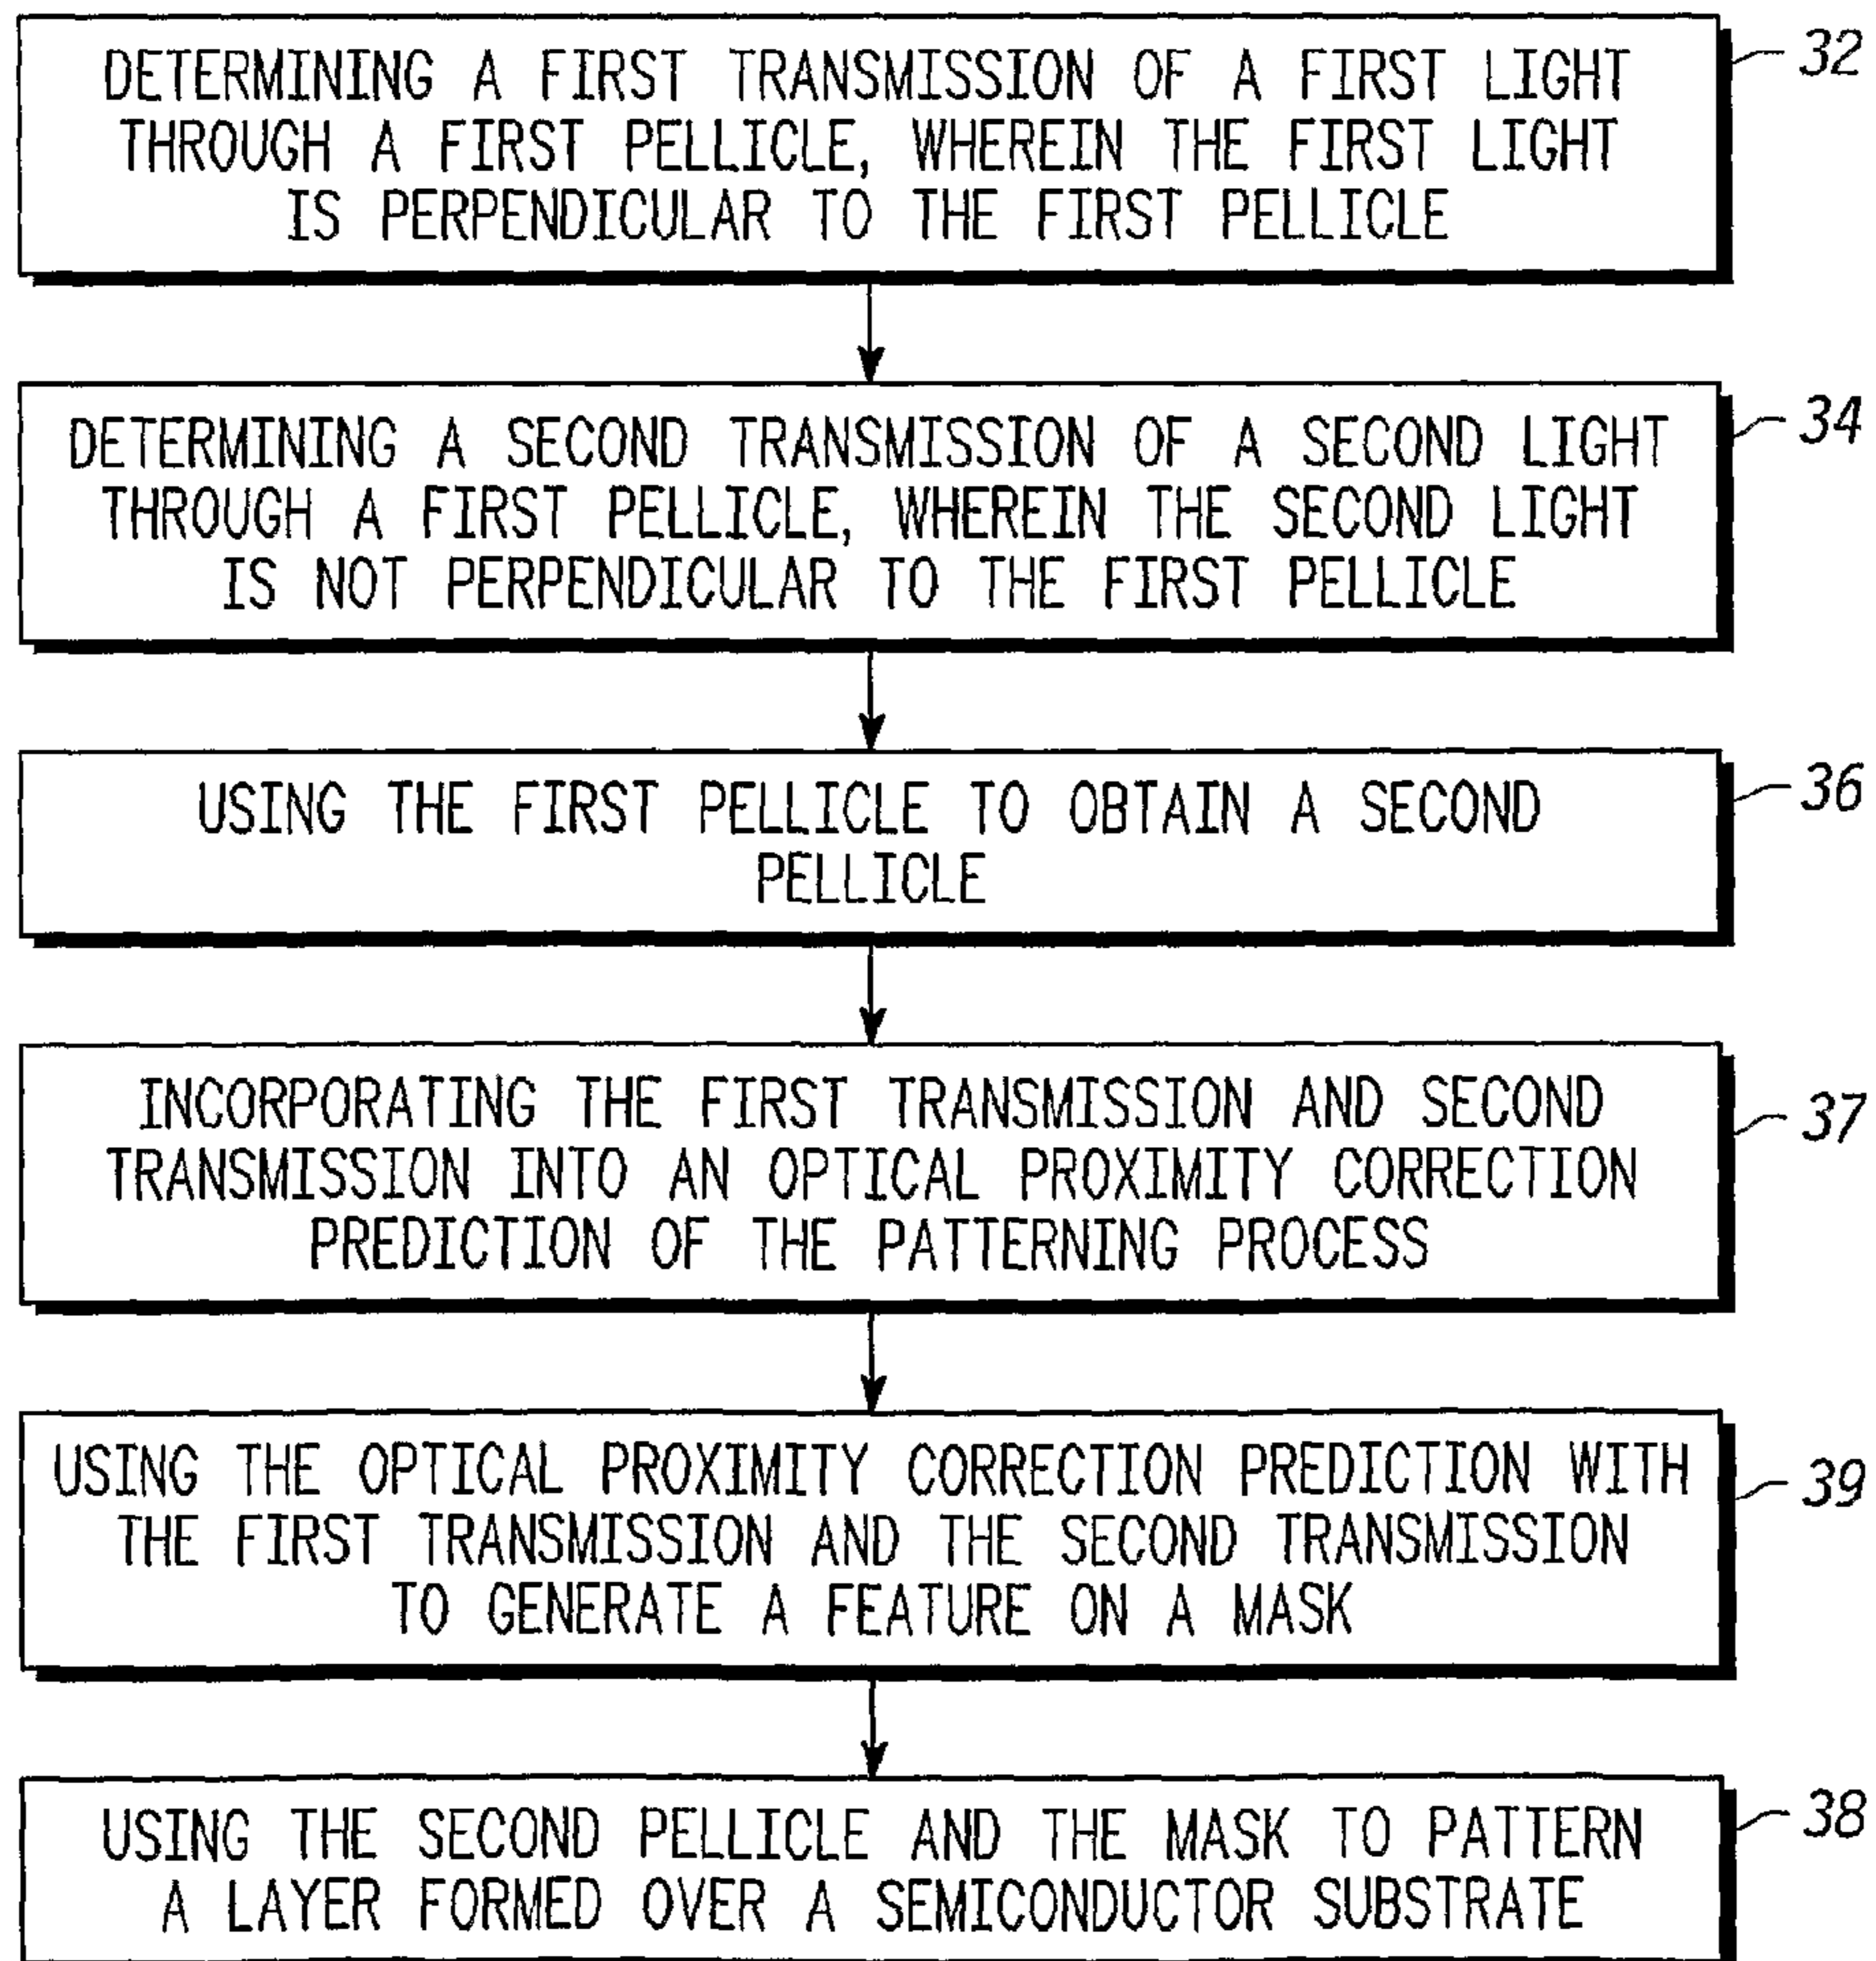 DETERMINING A FIRST TRANSMISSION OF A FIRST LIGHT
THROUGH A FIRST PELLICLE, WHEREIN THE FIRST LIGHT
IS PERPENDICULAR TO THE FIRST PELLICLE
32
DETERMINING A SECOND TRANSMISSION OF A SECOND LIGHT
THROUGH A FIRST PELLICLE, WHEREIN THE SECOND LIGHT
IS NOT PERPENDICULAR TO THE FIRST PELLICLE
34
USING THE FIRST PELLICLE TO OBTAIN A SECOND
PELLICLE
36
INCORPORATING THE FIRST TRANSMISSION AND SECOND
TRANSMISSION INTO AN OPTICAL PROXIMITY CORRECTION
PREDICTION OF THE PATTERNING PROCESS
37
USING THE OPTICAL PROXIMITY CORRECTION PREDICTION WITH
THE FIRST TRANSMISSION AND THE SECOND TRANSMISSION
TO GENERATE A FEATURE ON A MASK
39
USING THE SECOND PELLICLE AND THE MASK TO PATTERN
A LAYER FORMED OVER A SEMICONDUCTOR SUBSTRATE
38